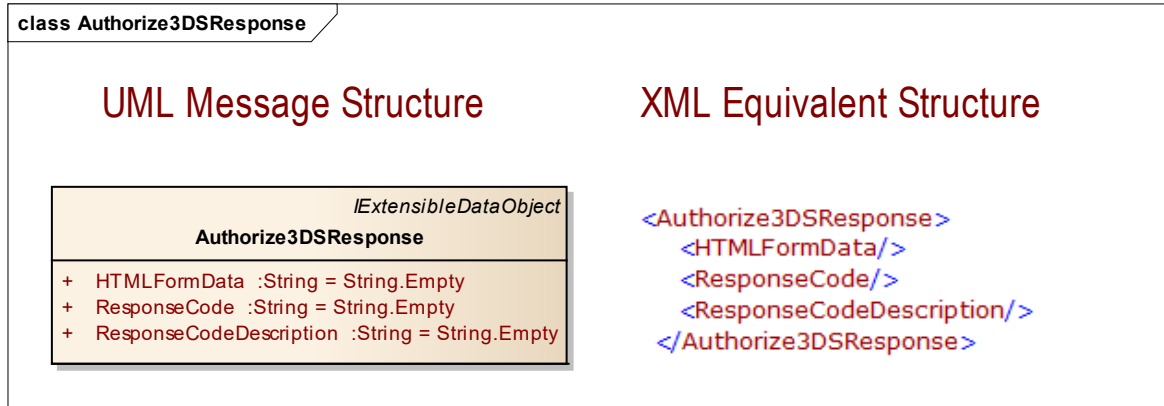 class Authorize3DSResponse
UML Message Structure
XML Equivalent Structure
IExtensibleDataObject
Authorize3DSResponse
+ HTMLFormData :String = String.Empty
+ ResponseCode :String = String.Empty
+ ResponseCodeDescription :String = String.Empty
<Authorize3DSResponse>
<HTMLFormData/>
<ResponseCode/>
<ResponseCodeDescription/>
</Authorize3DSResponse>